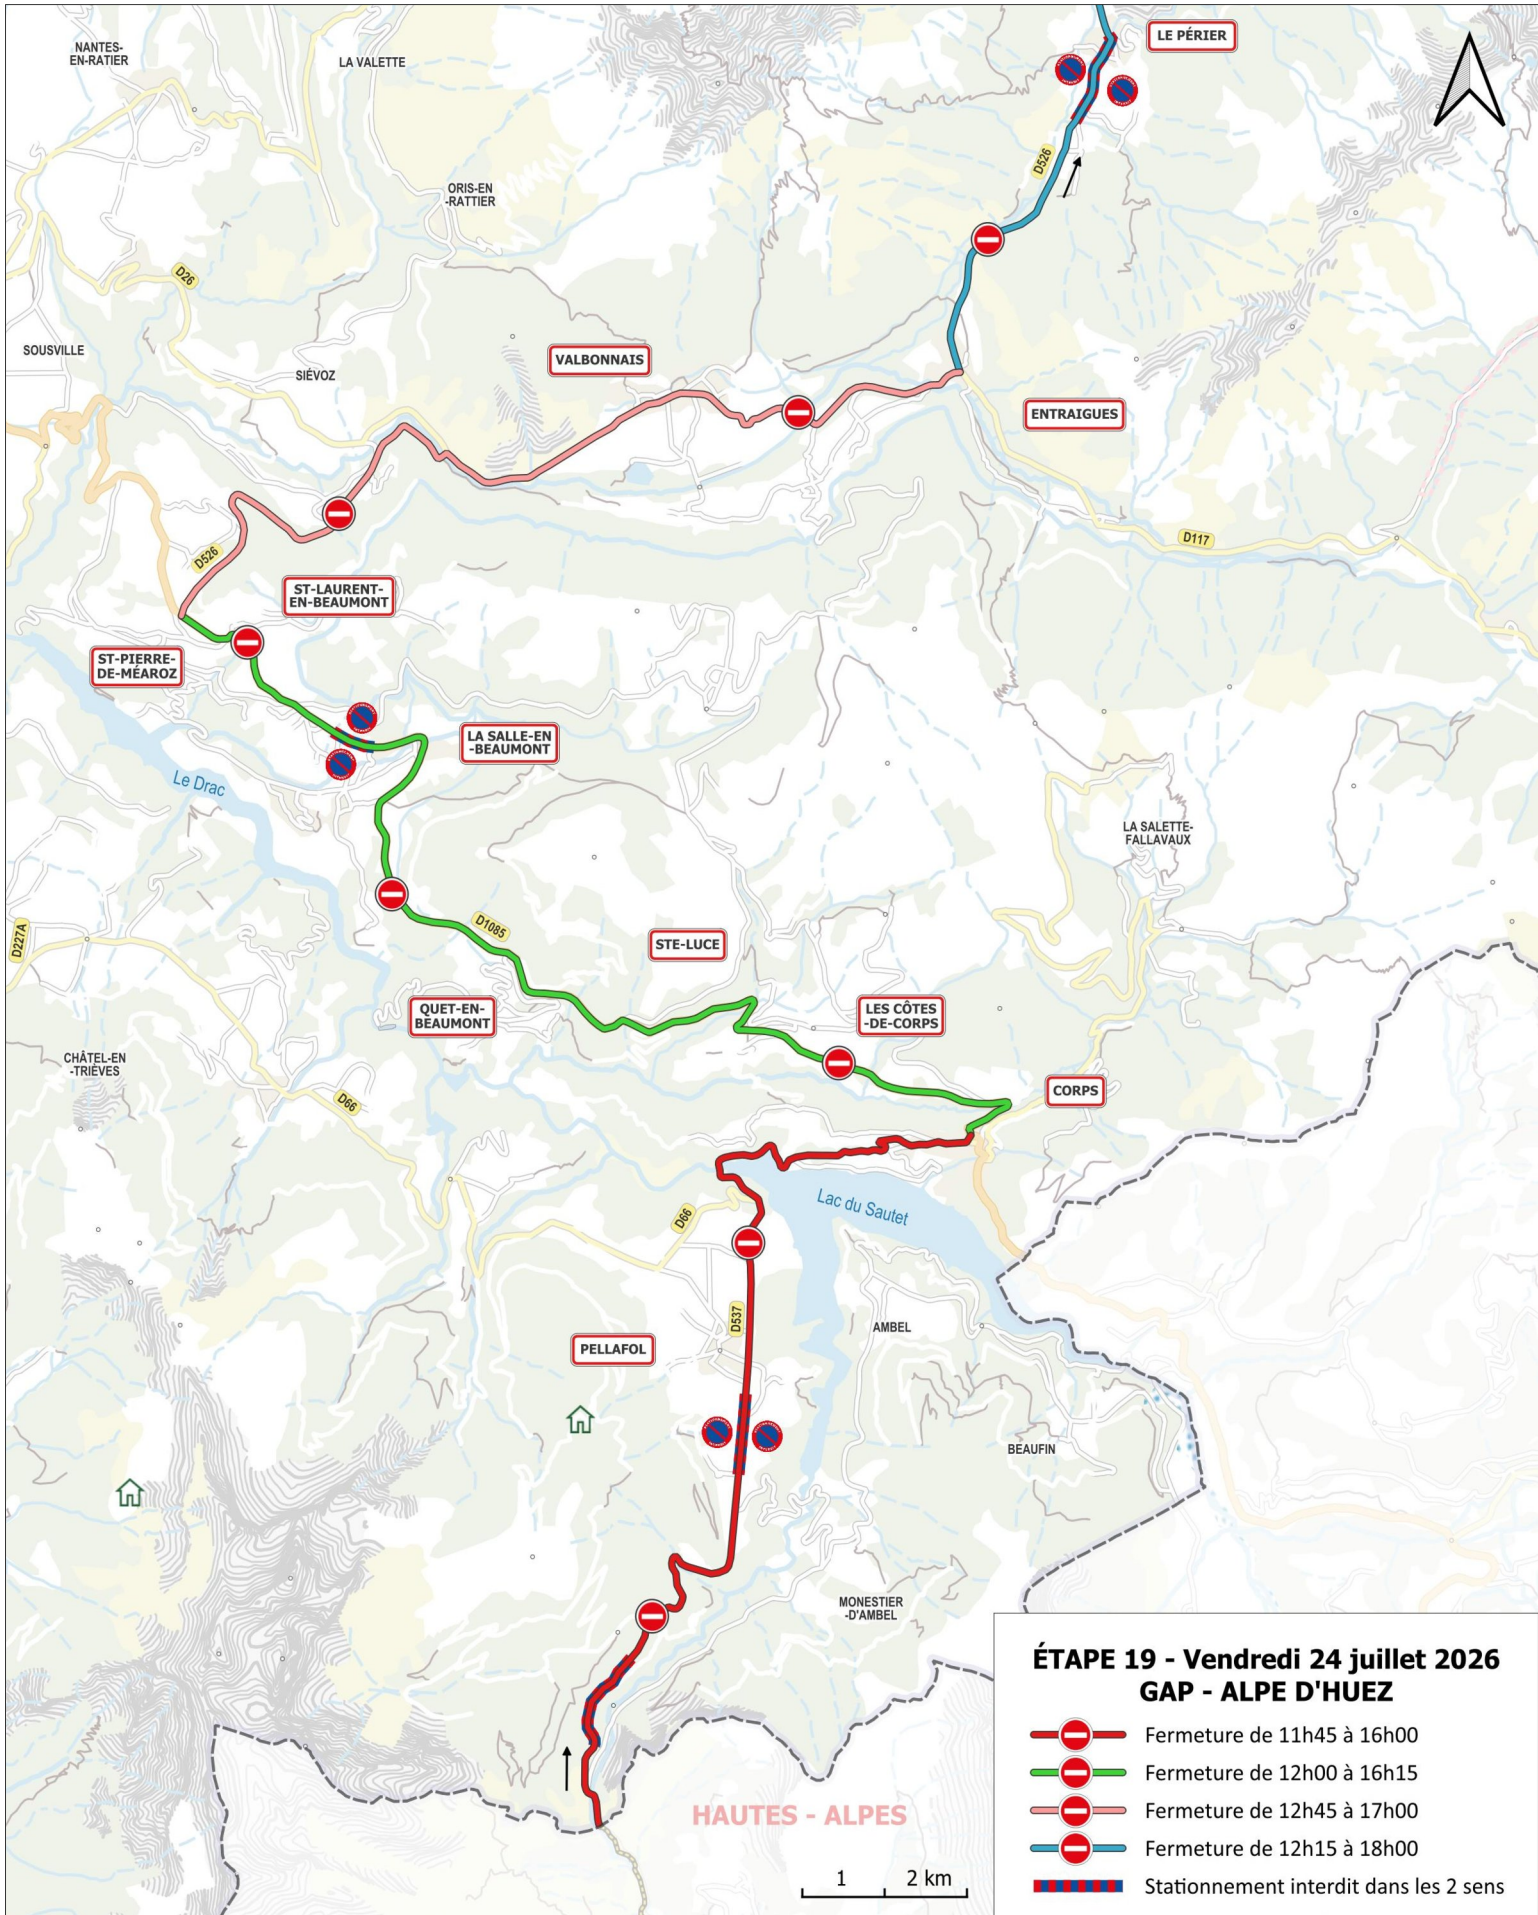 NANTES-
EN-RATIER
LA VALETTE
LE PÉRIER
D526
ORIS-EN
-RATTIER
D26
SOUSVILLE
SIÉVOZ
VALBONNAIS
ENTRAIGUES
D117
D526
ST-LAURENT-
EN-BEAUMONT
ST-PIERRE-
DE-MÉAROZ
LA SALLE-EN
-BEAUMONT
Le Drac
LA SALETTE-
FALLAVAUX
D227A
D1085
STE-LUCE
QUET-EN-
BEAUMONT
LES CÔTES
-DE-CORPS
CHÂTEL-EN
-TRIÈVES
D66
CORPS
Lac du Sautet
D66
D537
AMBEL
PELLAFOL
BEAUFIN
MONESTIER
-D'AMBEL
HAUTES - ALPES
1 2 km
ÉTAPE 19 - Vendredi 24 juillet 2026
GAP - ALPE D'HUEZ
Fermeture de 11h45 à 16h00
Fermeture de 12h00 à 16h15
Fermeture de 12h45 à 17h00
Fermeture de 12h15 à 18h00
Stationnement interdit dans les 2 sens